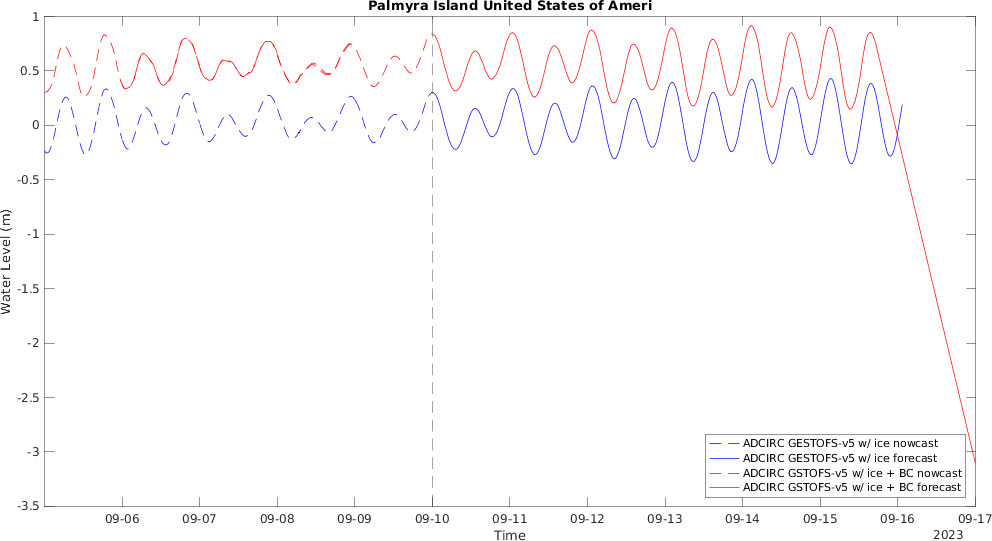 Palmyra Island United States of Ameri
1
0.5
0
-0.5
-1
-1.5
-2
-2.5
-3
-3.5
Water Level (m)
ADCIRC GESTOFS-v5 w/ ice nowcast
ADCIRC GESTOFS-v5 w/ ice forecast
ADCIRC GSTOFS-v5 w/ ice + BC nowcast
ADCIRC GSTOFS-v5 w/ ice + BC forecast
09-06 09-07 09-08 09-09 09-10 09-11 09-12 09-13 09-14 09-15 09-16 09-17
Time
2023